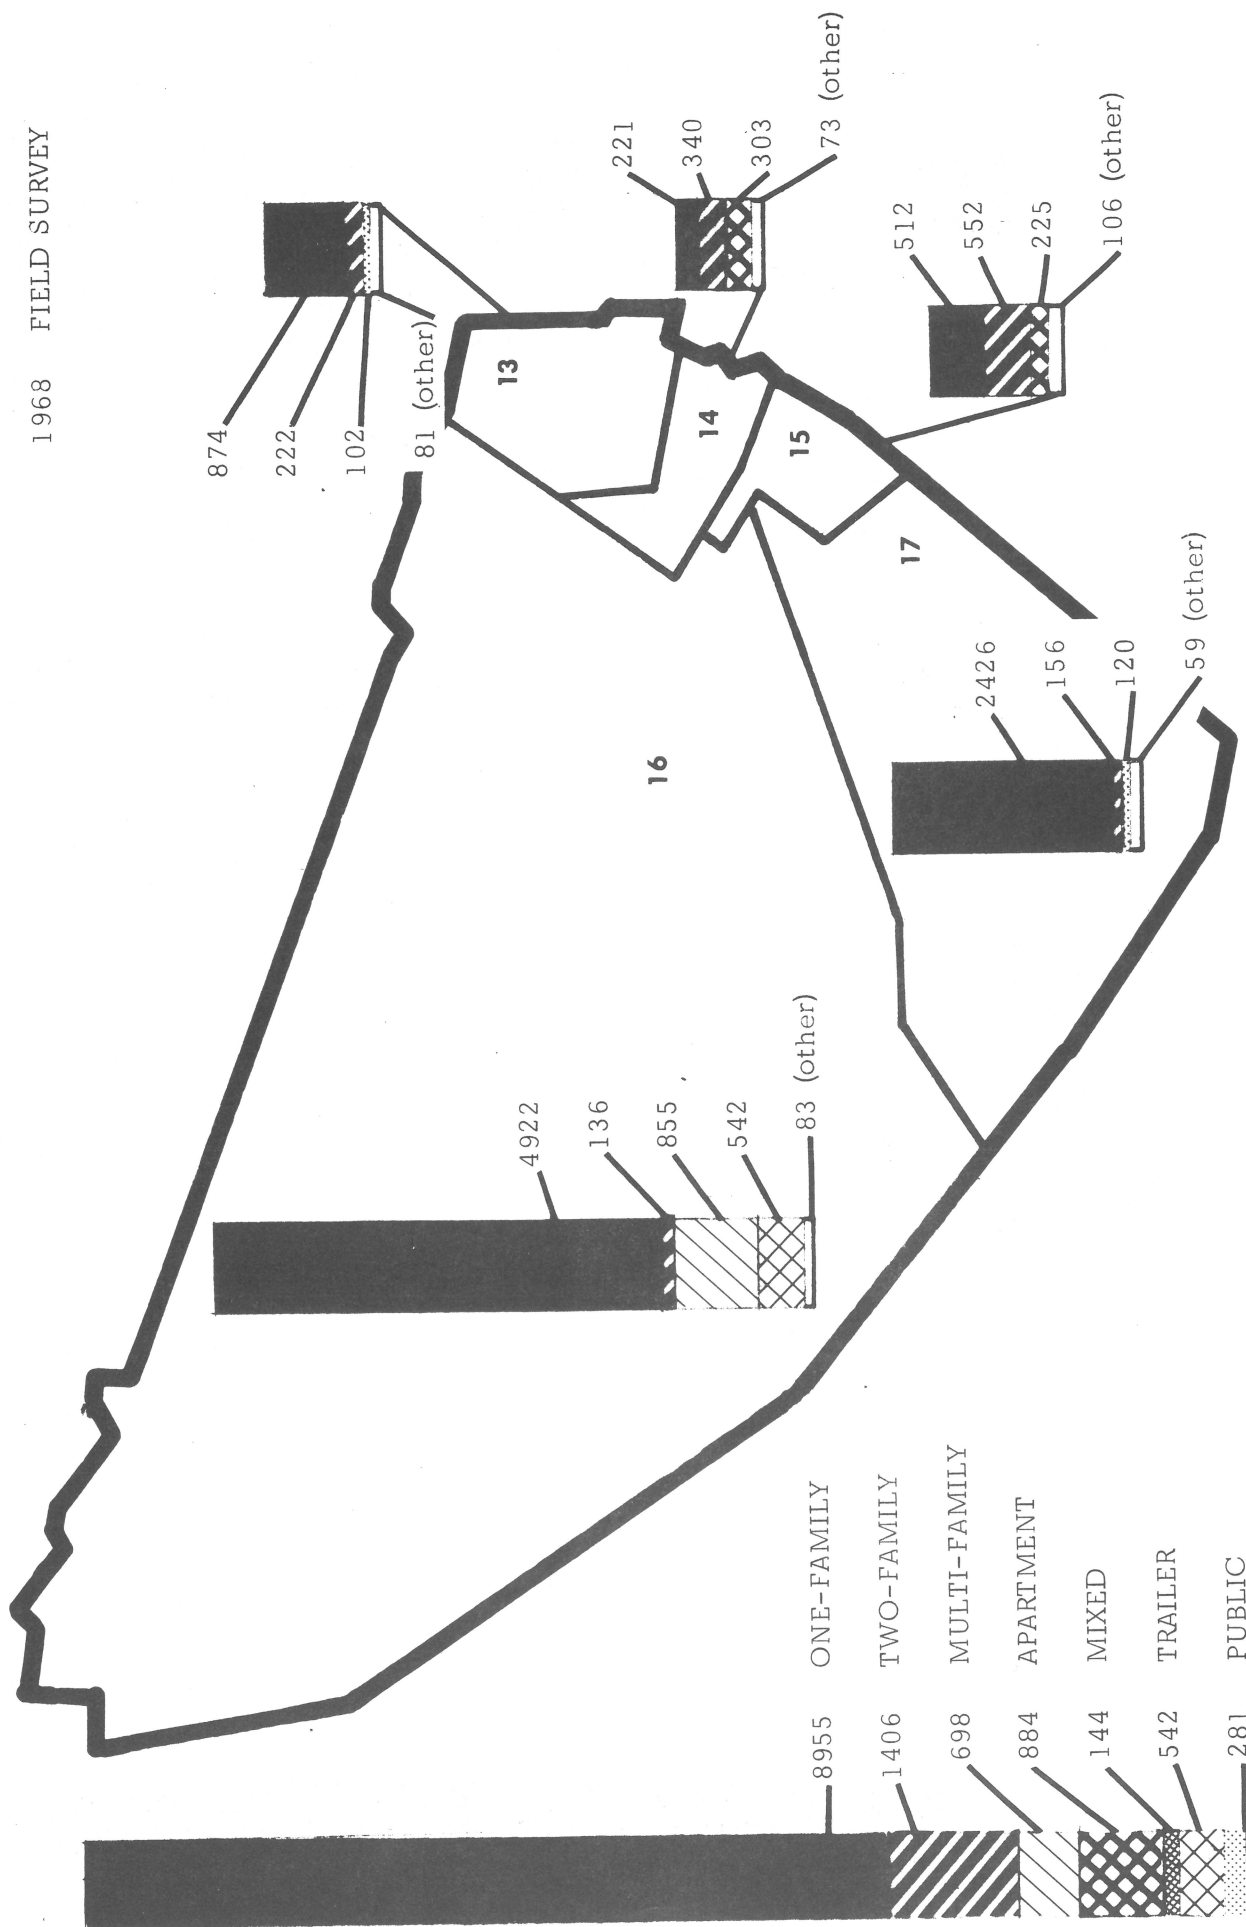 1968 FIELD SURVEY
874
222
102
81 (other)
221
340
303
73 (other)
512
552
225
106 (other)
13
14
15
16
17
2426
156
120
159 (other)
4922
136
855
542
83 (other)
8955 ONE-FAMILY
1406 TWO-FAMILY
698 MULTI-FAMILY
884 APARTMENT
144 MIXED
542 TRAILER
281 PUBLIC